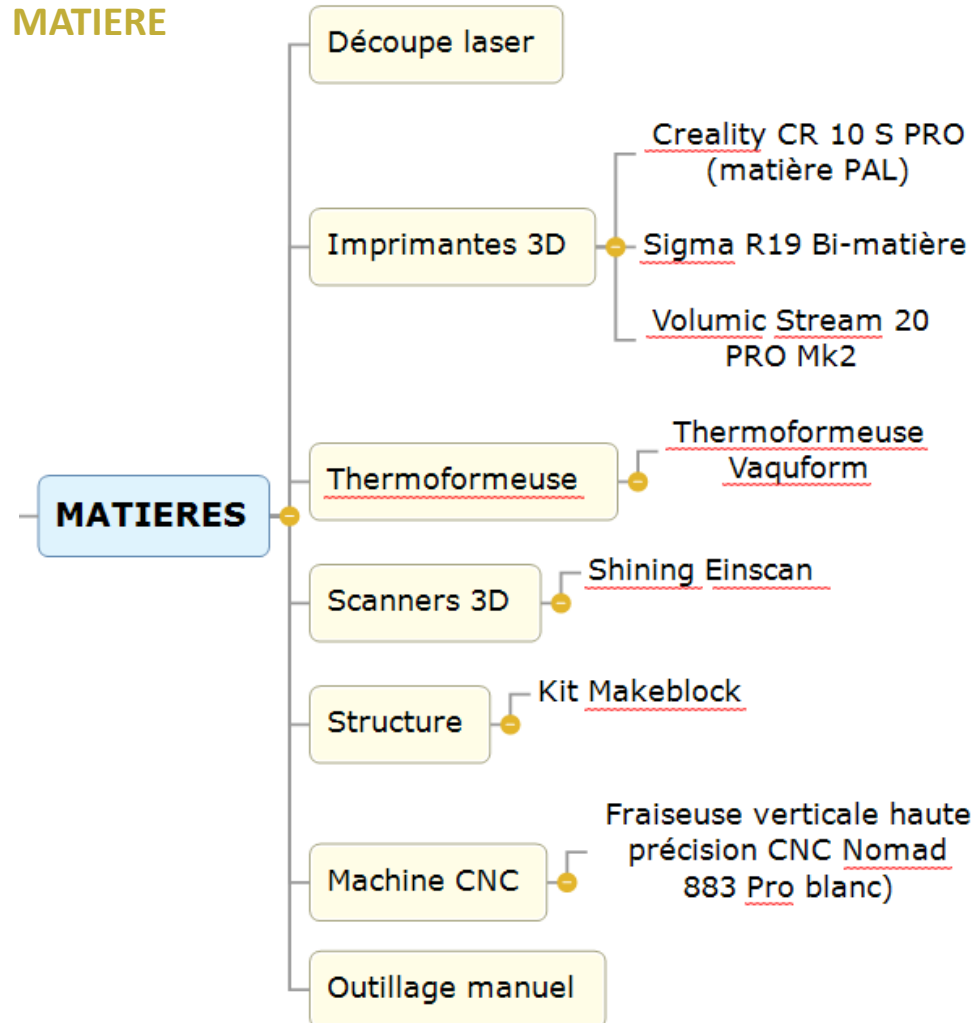 MATIERE
Découpe laser
Creality CR 10 S PRO
(matière PAL)
Imprimantes 3D
Sigma R19 Bi-matière
Volumic Stream 20
PRO Mk2
Thermoformeuse
Thermoformeuse
Vaquform
MATIERES
Scanners 3D
Shining Einscan
Structure
Kit Makeblock
Machine CNC
Fraiseuse verticale haute
précision CNC Nomad
883 Pro blanc)
Outillage manuel